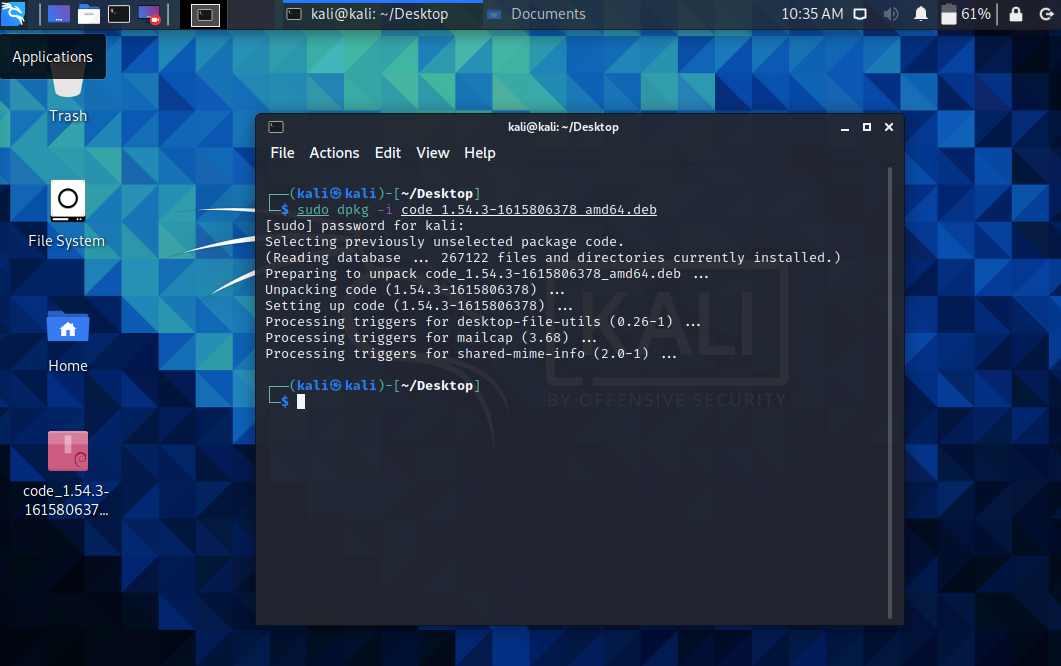 kali@kali: ~/Desktop
Documents
10:35 AM
61%
Applications
Trash
File System
Home
code_1.54.3-
161580637...
kali@kali: ~/Desktop
File Actions Edit View Help
┌──(kali㉿kali)-[~/Desktop]
└─$ sudo dpkg -i code_1.54.3-1615806378_amd64.deb
[sudo] password for kali:
Selecting previously unselected package code.
(Reading database ... 267122 files and directories currently installed.)
Preparing to unpack code_1.54.3-1615806378_amd64.deb ...
Unpacking code (1.54.3-1615806378) ...
Setting up code (1.54.3-1615806378) ...
Processing triggers for desktop-file-utils (0.26-1) ...
Processing triggers for mailcap (3.68) ...
Processing triggers for shared-mime-info (2.0-1) ...
┌──(kali㉿kali)-[~/Desktop]
└─$
KALI
BY OFFENSIVE SECURITY